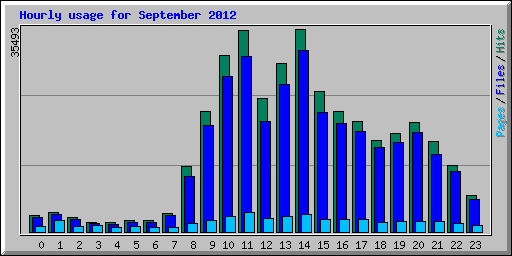 Hourly usage for September 2012
35493
Pages / Files / Hits
0 1 2 3 4 5 6 7 8 9 10 11 12 13 14 15 16 17 18 19 20 21 22 23